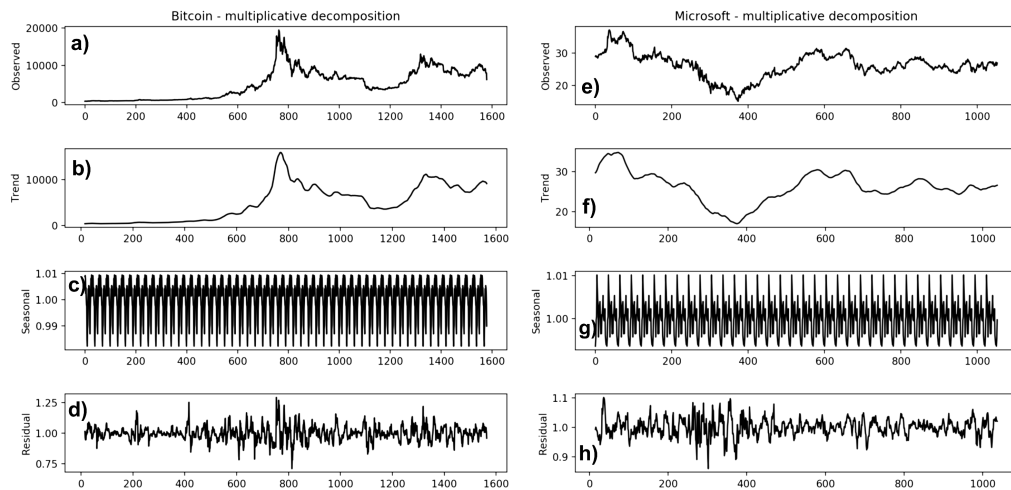 Bitcoin - multiplicative decomposition
a)
Observed
20000
10000
0
0 200 400 600 800 1000 1200 1400 1600
b)
Trend
10000
0
0 200 400 600 800 1000 1200 1400 1600
c)
Seasonal
1.01
1.00
0.99
0 200 400 600 800 1000 1200 1400 1600
d)
Residual
1.25
1.00
0.75
0 200 400 600 800 1000 1200 1400 1600
Microsoft - multiplicative decomposition
e)
Observed
30
20
0 200 400 600 800 1000
f)
Trend
30
20
0 200 400 600 800 1000
g)
Seasonal
1.01
1.00
0 200 400 600 800 1000
h)
Residual
1.1
1.0
0.9
0 200 400 600 800 1000